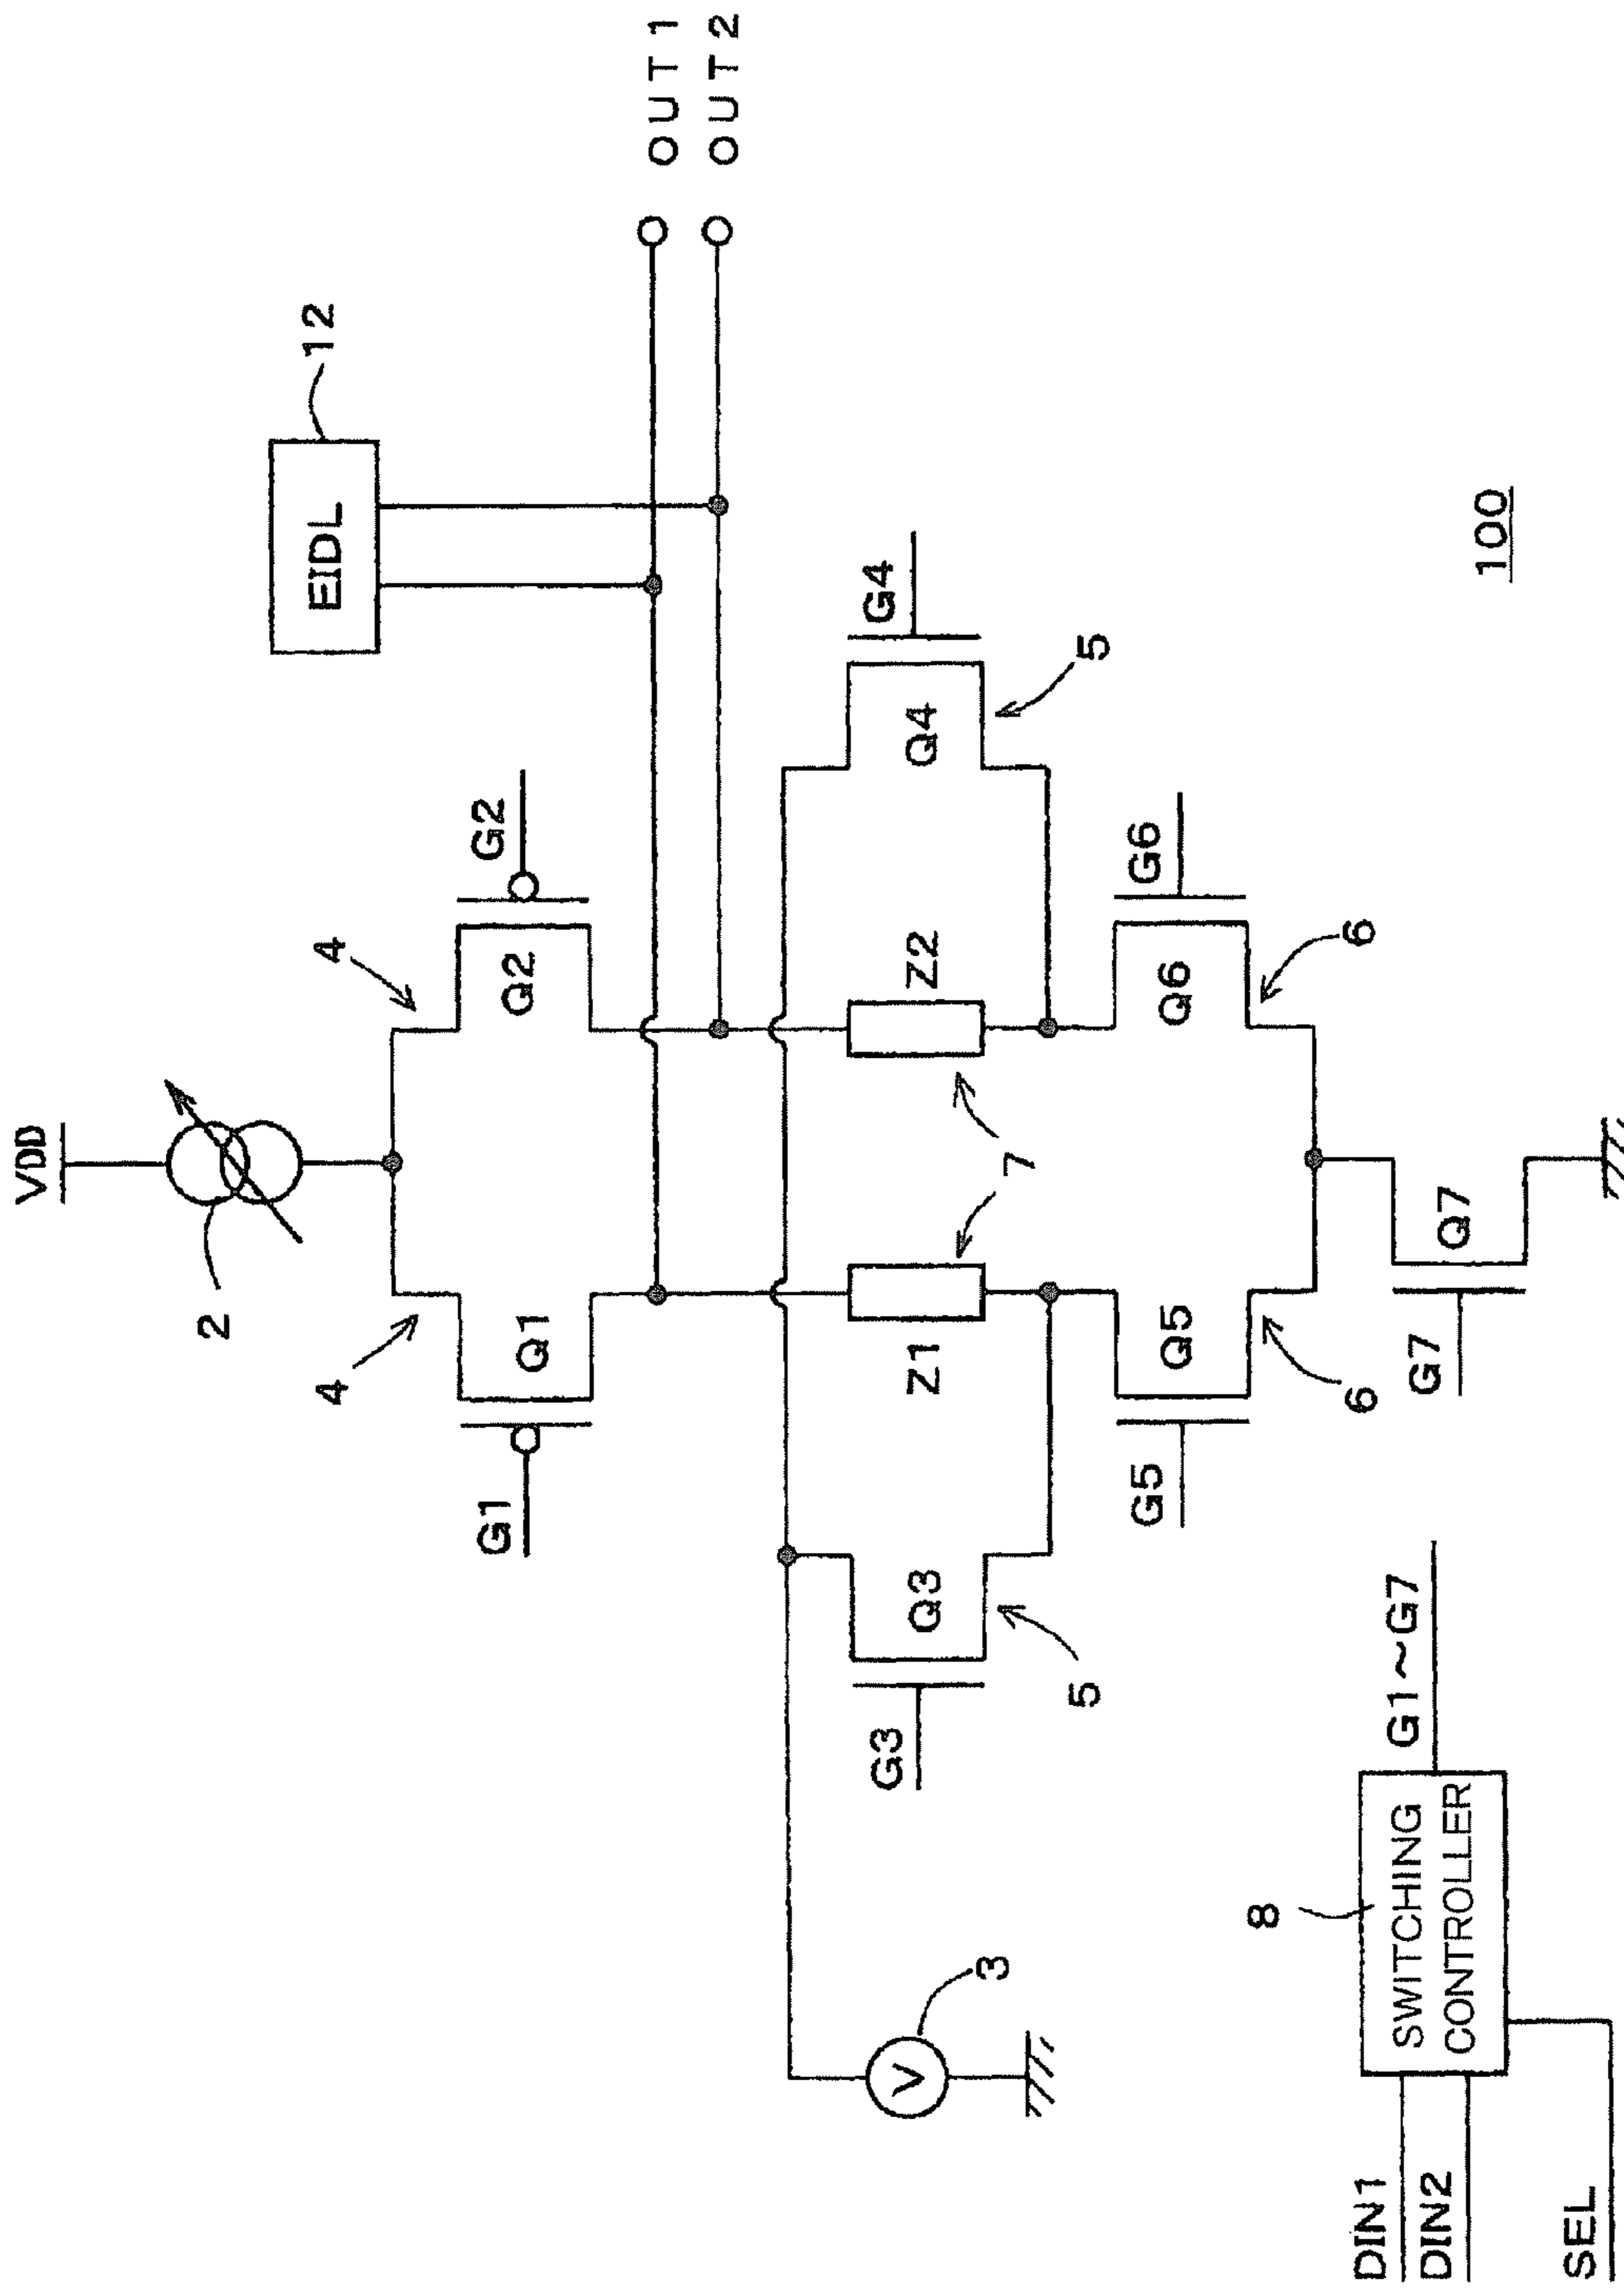 VDD
2
4
4
G1
Q1
Q2
G2
EIDL
12
OUT1
OUT2
3
V
G3
Q3
5
Z1
7
Z2
Q4
G4
5
G5
Q5
6
Q6
G6
6
G7
Q7
8
SWITCHING
CONTROLLER
DIN1
DIN2
SEL
G1~G7
100